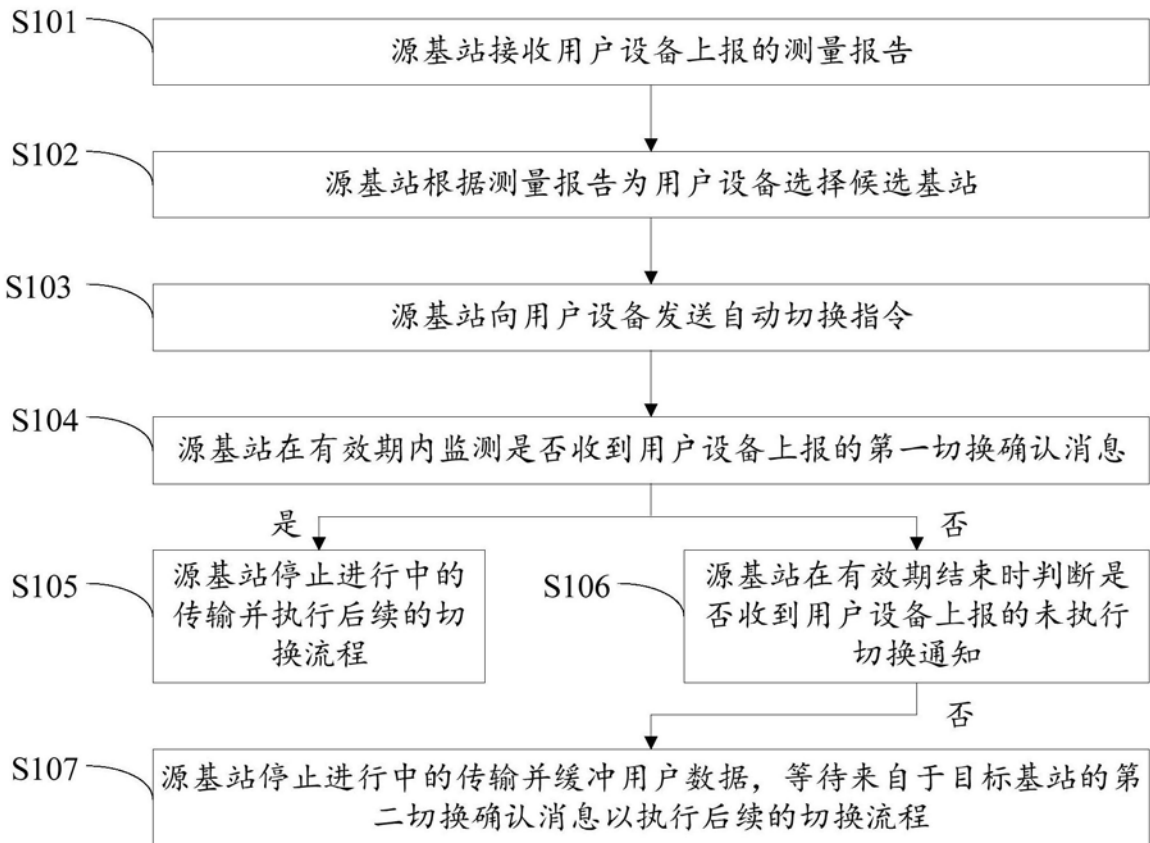 S101
源基站接收用户设备上报的测量报告
S102
源基站根据测量报告为用户设备选择候选基站
S103
源基站向用户设备发送自动切换指令
S104
源基站在有效期内监测是否收到用户设备上报的第一切换确认消息
是
否
S105
源基站停止进行中的
传输并执行后续的切
换流程
S106
源基站在有效期结束时判断是
否收到用户设备上报的未执行
切换通知
否
S107
源基站停止进行中的传输并缓冲用户数据，等待来自于目标基站的第
二切换确认消息以执行后续的切换流程